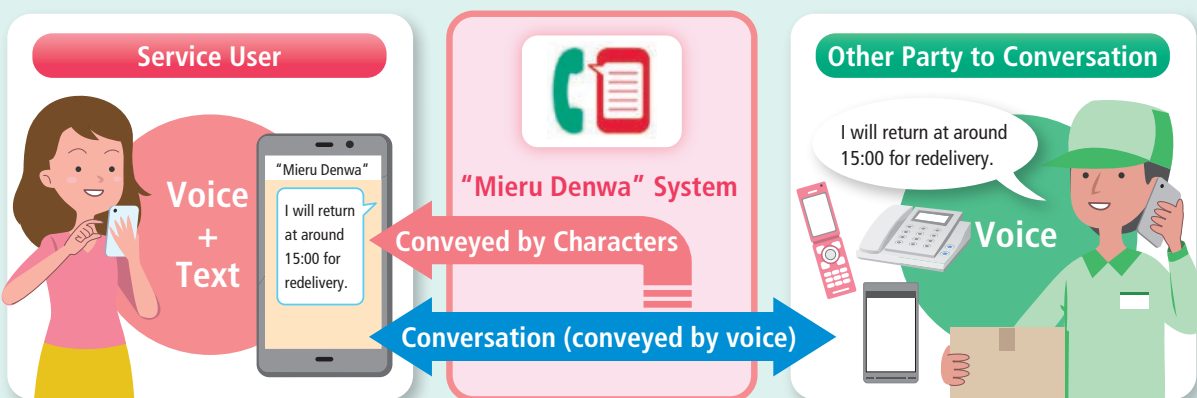 Service User
Voice
+
Text
“Mieru Denwa“
I will return
at around
15:00 for
redelivery.
“Mieru Denwa” System
Conveyed by Characters
Conversation (conveyed by voice)
Other Party to Conversation
I will return at around
15:00 for redelivery.
Voice